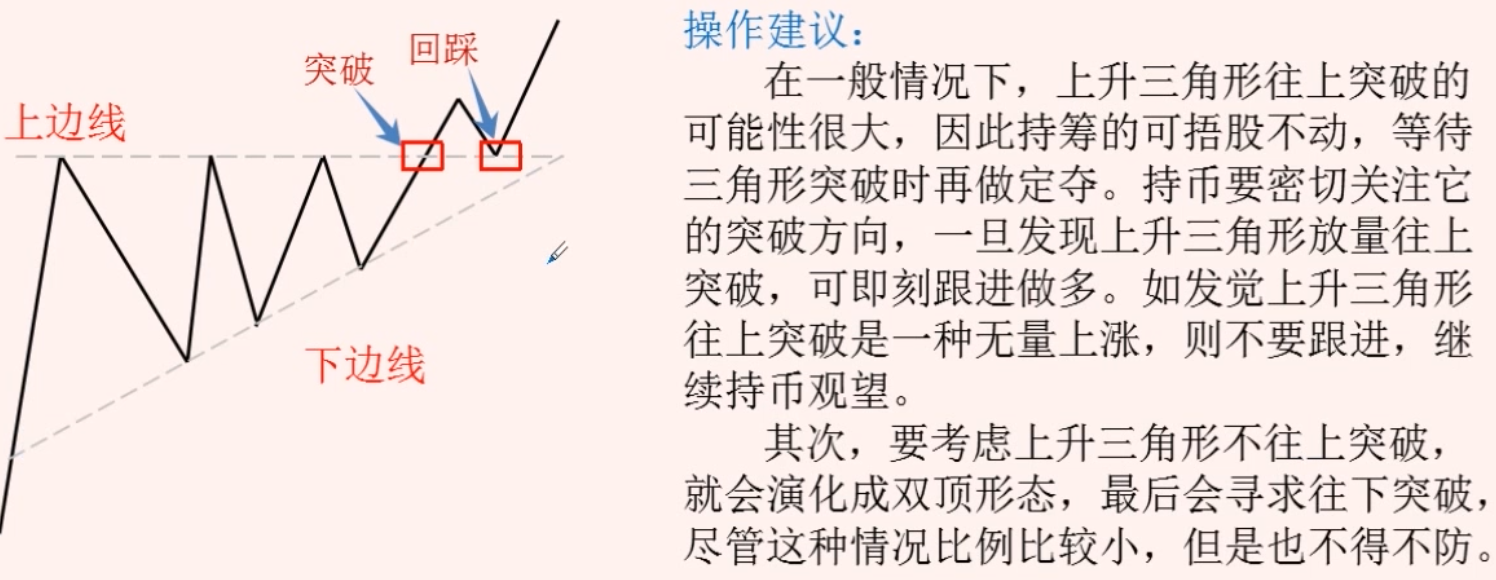 上边线
突破
回踩
下边线
操作建议：
在一般情况下，上升三角形往上突破的
可能性很大，因此持筹的可捂股不动，等待
三角形突破时再做定夺。持币要密切关注它
的突破方向，一旦发现上升三角形放量往上
突破，可即刻跟进做多。如发觉上升三角形
往上突破是一种无量上涨，则不要跟进，继
续持币观望。
其次，要考虑上升三角形不往上突破，
就会演化成双顶形态，最后会寻求往下突破，
尽管这种情况比例比较小，但是也不得不防。